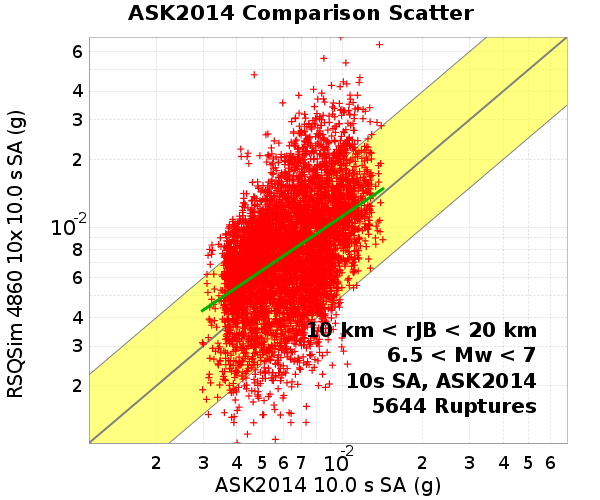 ASK2014 Comparison Scatter
RSQSim 4860 10x 10.0 s SA (g)
6
4
3
2
10-2
8
6
4
3
2
10 km < rJB < 20 km
6.5 < Mw < 7
10s SA, ASK2014
5644 Ruptures
2 3 4 5 6 7 10-2 2 3 4 5 6
ASK2014 10.0 s SA (g)